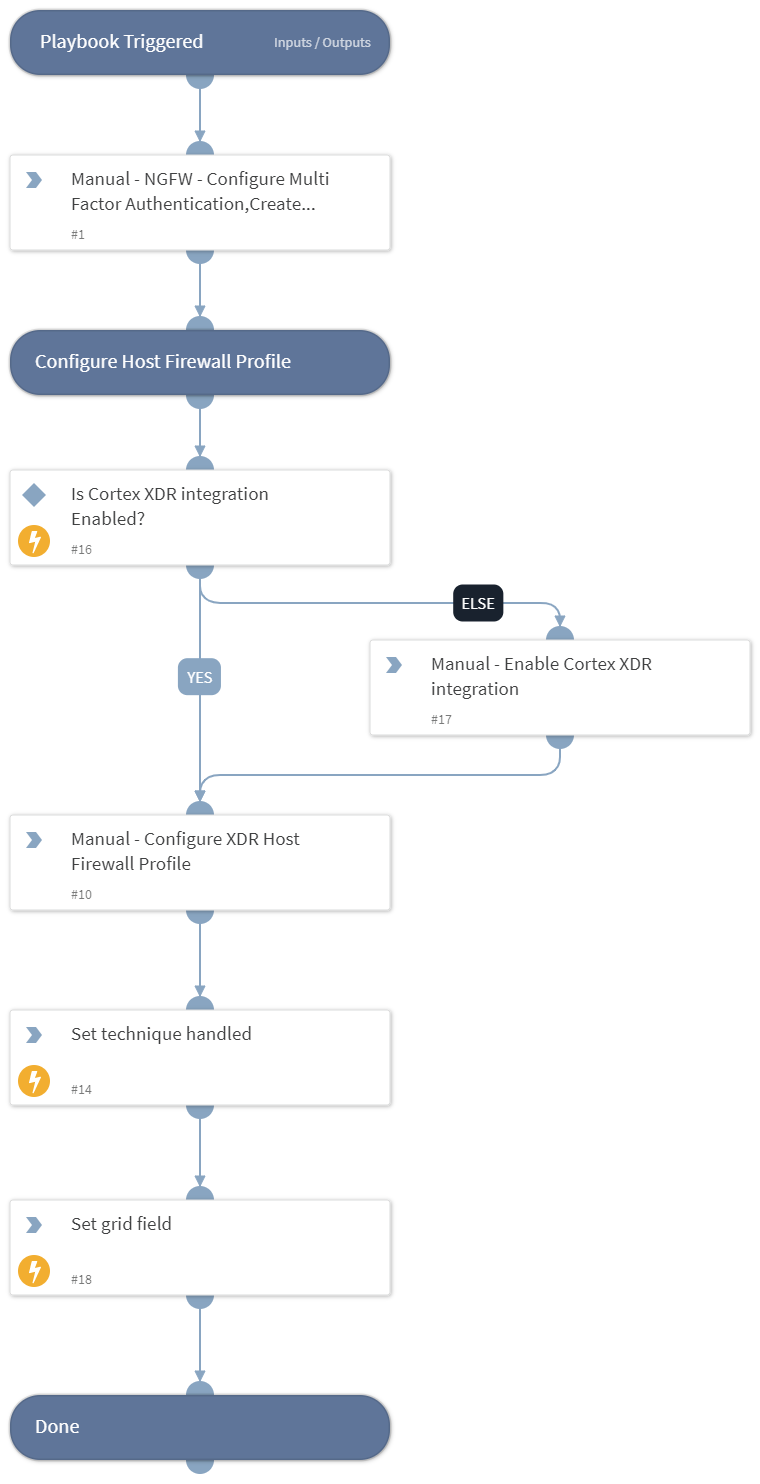 Playbook Triggered
Inputs / Outputs
Manual - NGFW - Configure Multi
Factor Authentication,Create...
#1
Configure Host Firewall Profile
Is Cortex XDR integration
Enabled?
#16
ELSE
Manual - Enable Cortex XDR
integration
#17
YES
Manual - Configure XDR Host
Firewall Profile
#10
Set technique handled
#14
Set grid field
#18
Done